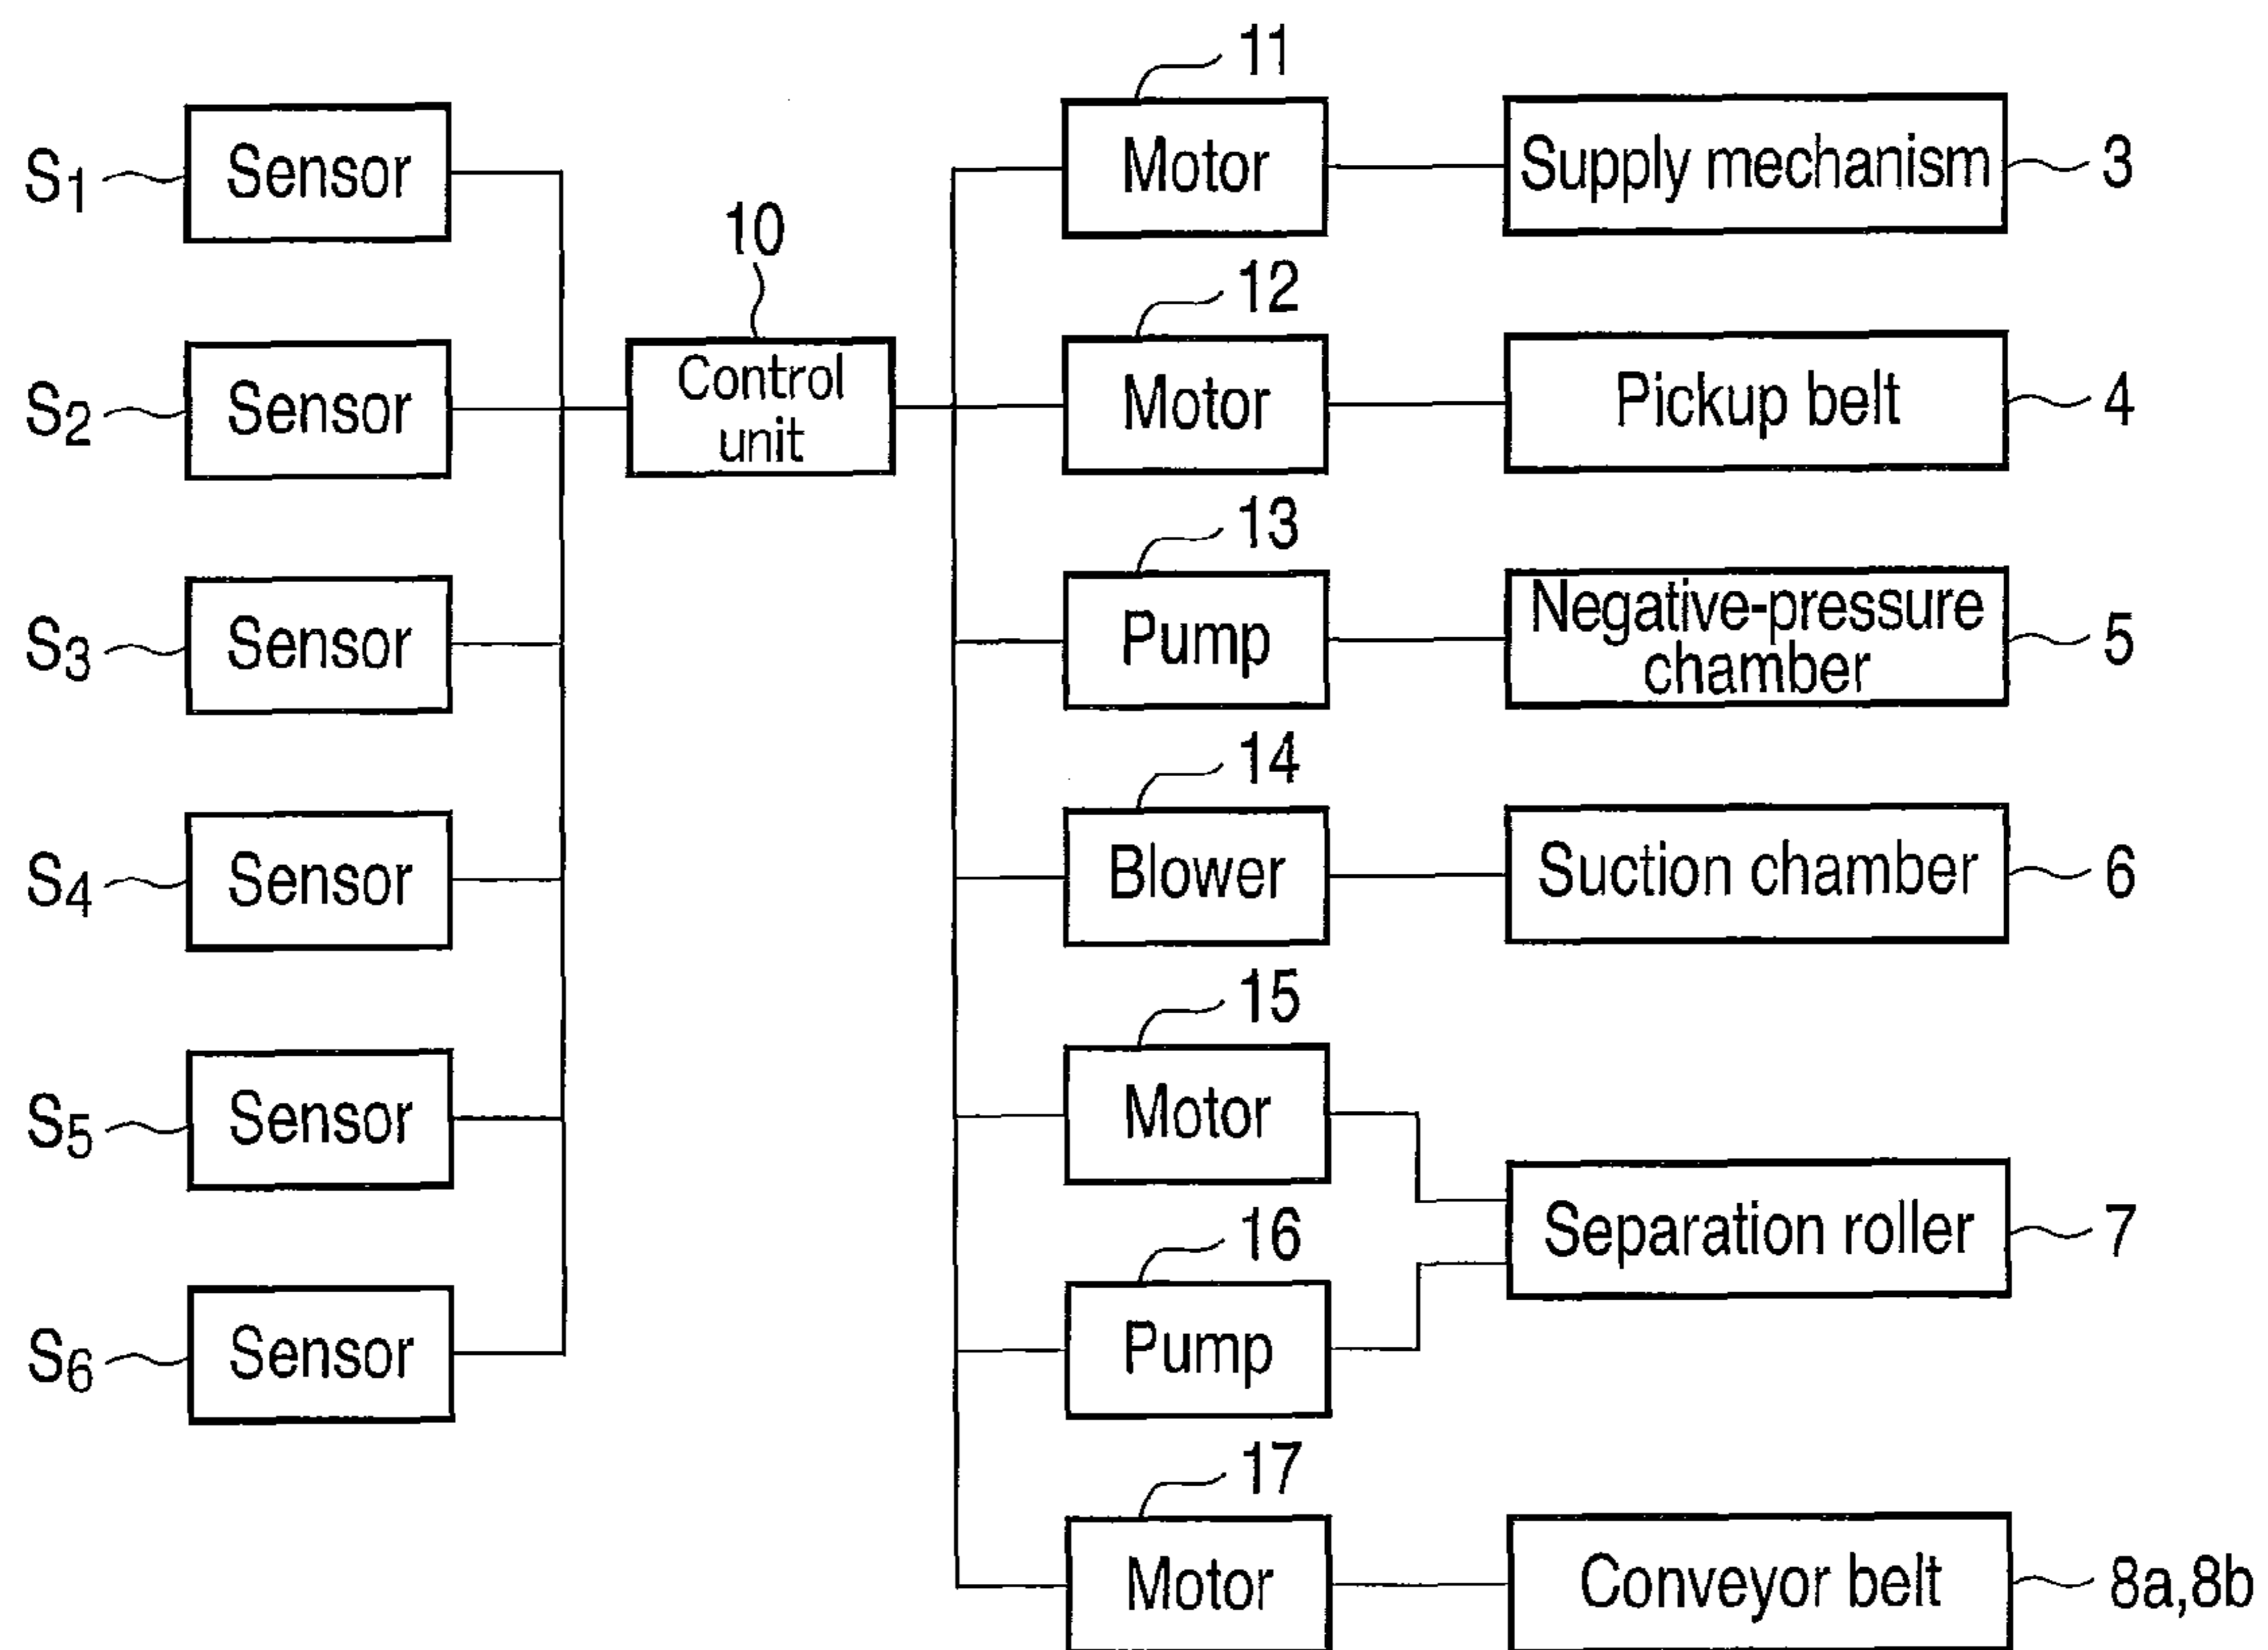 11
S1 Sensor Motor Supply mechanism 3
10
12
S2 Sensor Control unit Motor Pickup belt 4
13
S3 Sensor Pump Negative-pressure chamber 5
14
S4 Sensor Blower Suction chamber 6
15
S5 Sensor Motor
16
Separation roller 7
S6 Sensor Pump
17
Motor Conveyor belt 8a,8b